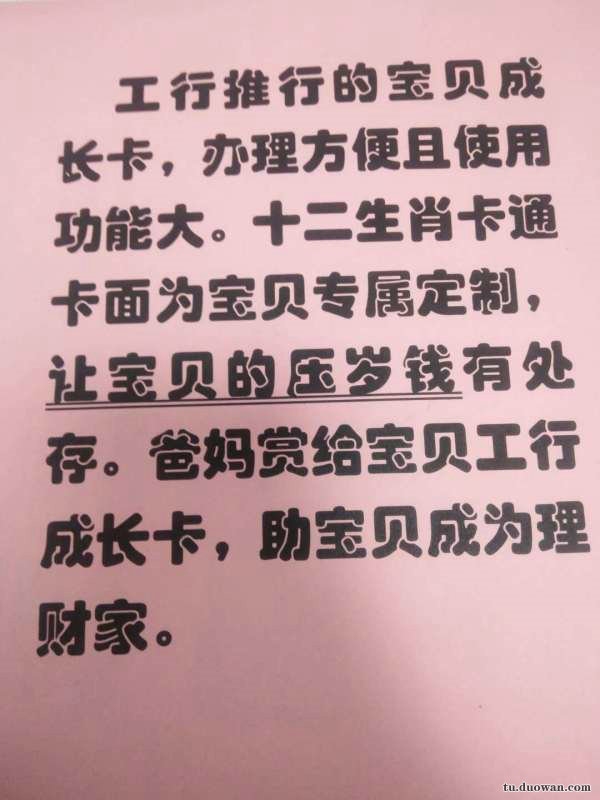 工行推行的宝贝成
长卡，办理方便且使用
功能大。十二生肖卡通
卡面为宝贝专属定制，
让宝贝的压岁钱有处
存。爸妈赏给宝贝工行
成长卡，助宝贝成为理
财家。
tu.duowan.com